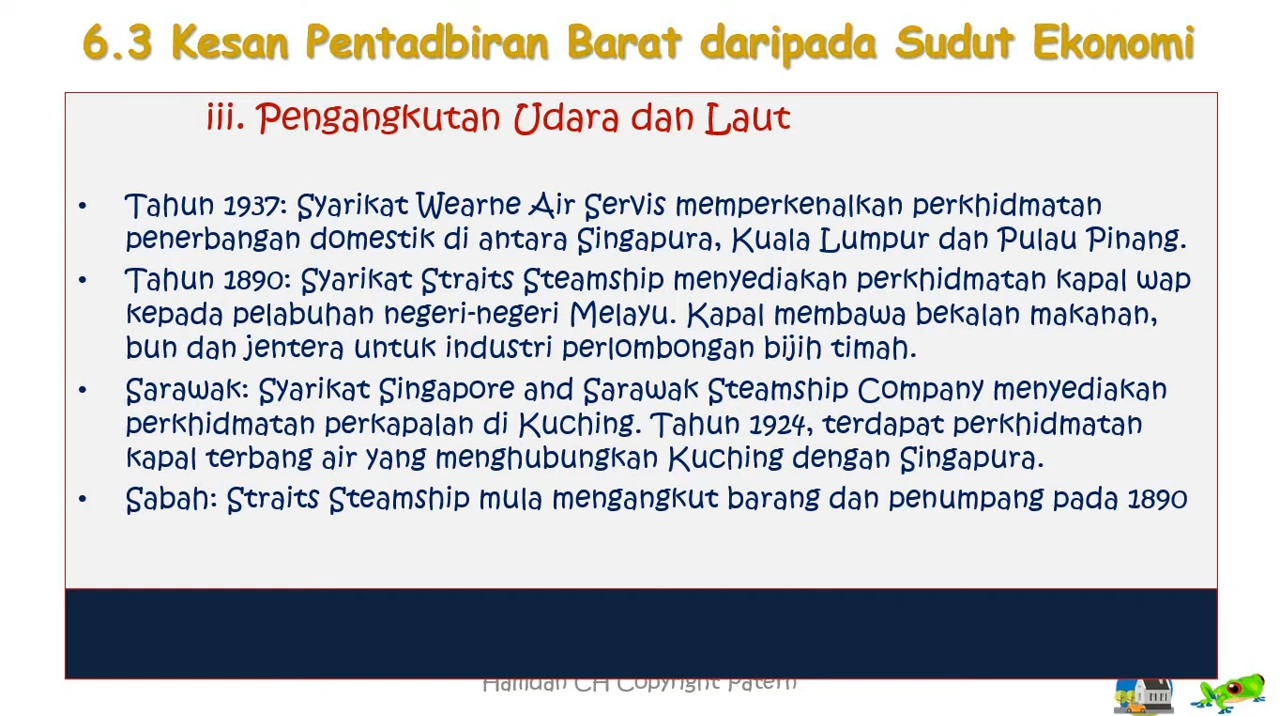 6.3 Kesan Pentadbiran Barat daripada Sudut Ekonomi
iii. Pengangkutan Udara dan Laut
• Tahun 1937: Syarikat Wearne Air Servis memperkenalkan perkhidmatan
penerbangan domestik di antara Singapura, Kuala Lumpur dan Pulau Pinang.
• Tahun 1890: Syarikat Straits Steamship menyediakan perkhidmatan kapal wap
kepada pelabuhan negeri-negeri Melayu. Kapal membawa bekalan makanan,
bun dan jentera untuk industri perlombongan bijih timah.
• Sarawak: Syarikat Singapore and Sarawak Steamship Company menyediakan
perkhidmatan perkapalan di Kuching. Tahun 1924, terdapat perkhidmatan
kapal terbang air yang menghubungkan Kuching dengan Singapura.
• Sabah: Straits Steamship mula mengangkut barang dan penumpang pada 1890
Hamdan CH Copyright Patern